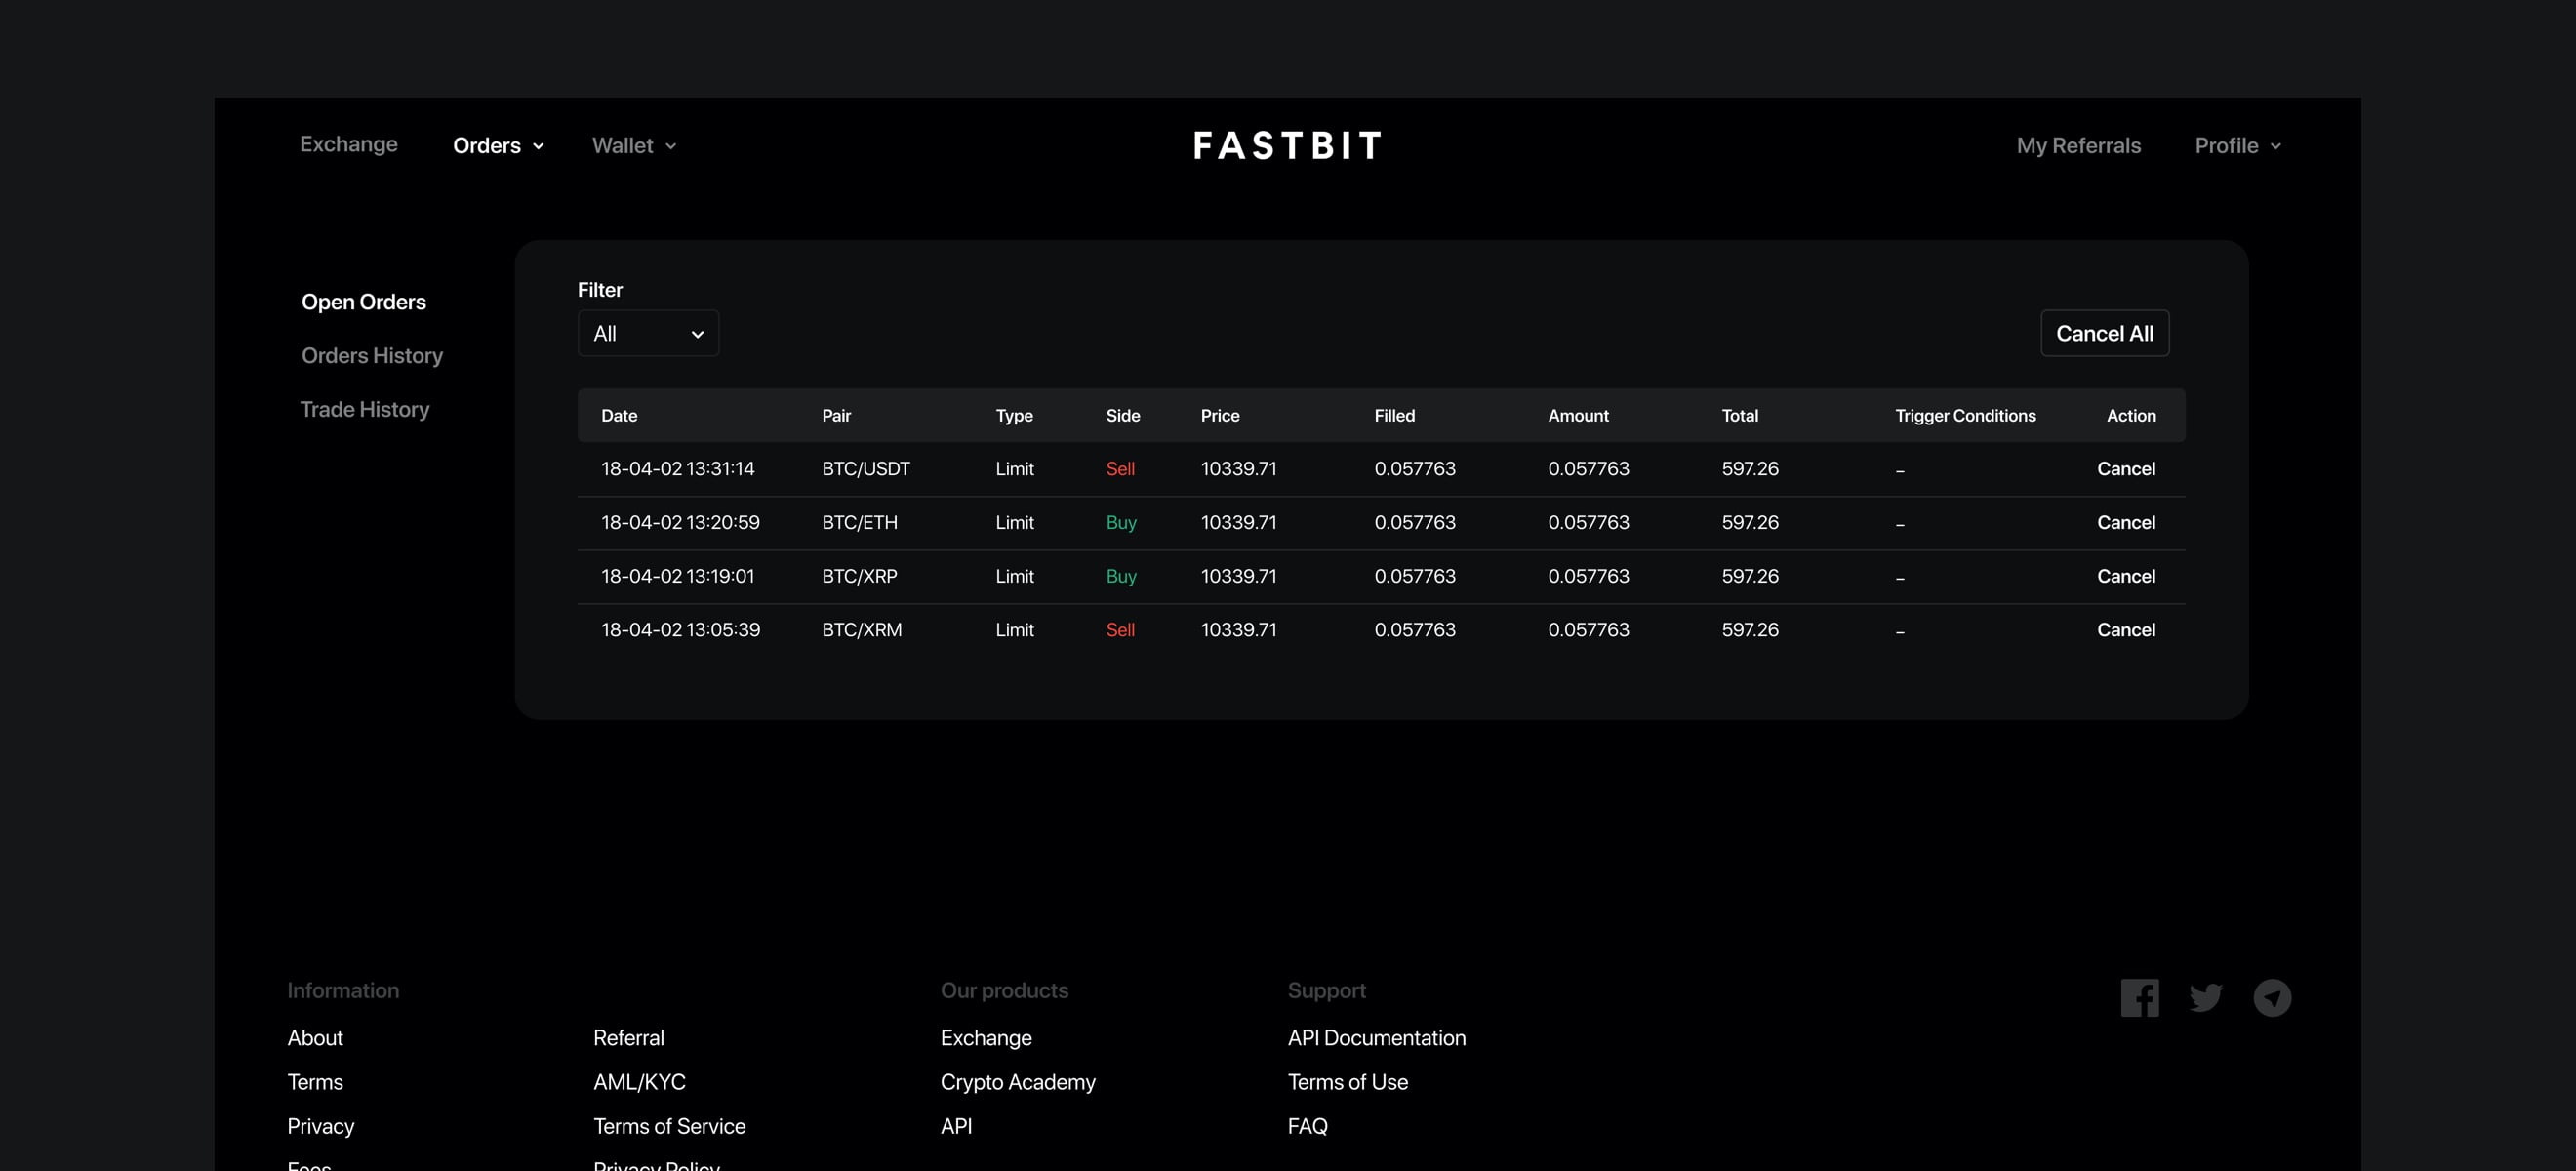 Exchange Orders Wallet FASTBIT My Referrals Profile
Open Orders
Orders History
Trade History
Filter
All
Cancel All
Date Pair Type Side Price Filled Amount Total Trigger Conditions Action
18-04-02 13:31:14 BTC/USDT Limit Sell 10339.71 0.057763 0.057763 597.26 – Cancel
18-04-02 13:20:59 BTC/ETH Limit Buy 10339.71 0.057763 0.057763 597.26 – Cancel
18-04-02 13:19:01 BTC/XRP Limit Buy 10339.71 0.057763 0.057763 597.26 – Cancel
18-04-02 13:05:39 BTC/XRM Limit Sell 10339.71 0.057763 0.057763 597.26 – Cancel
Information Our products Support
About Referral Exchange API Documentation
Terms AML/KYC Crypto Academy Terms of Use
Privacy Terms of Service API FAQ
Fees Privacy Policy